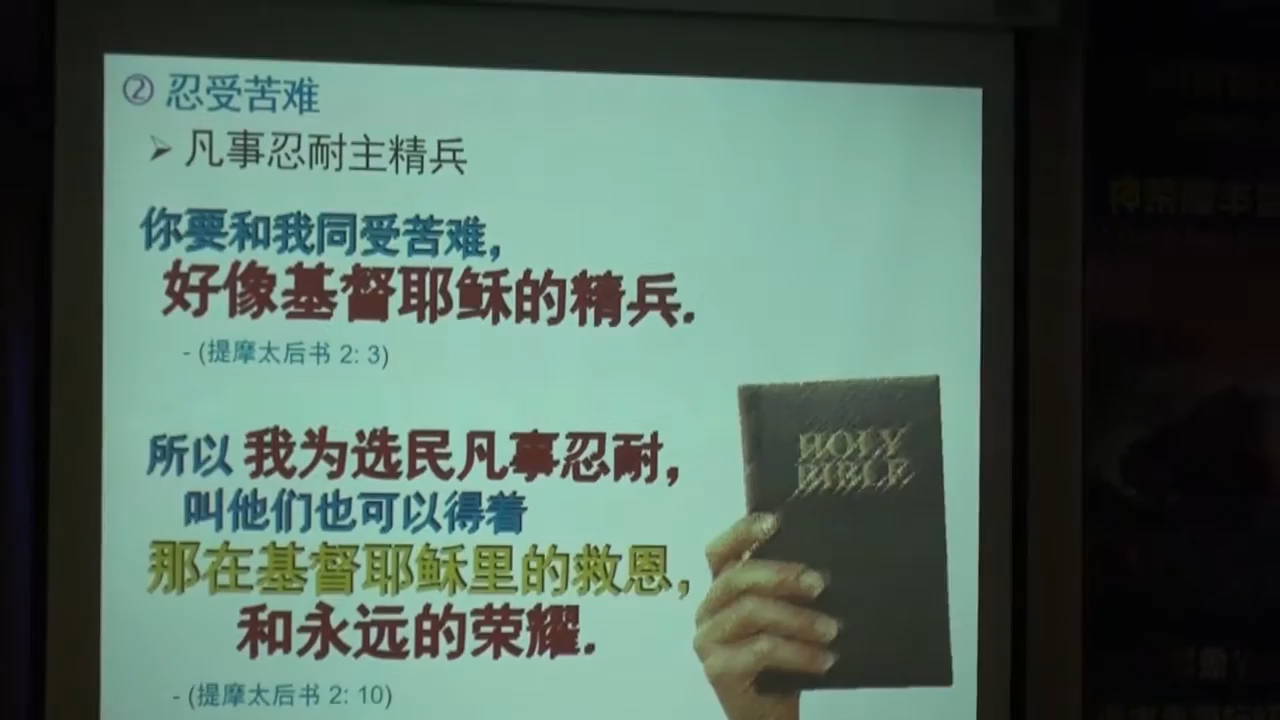 ② 忍受苦难
➢ 凡事忍耐主精兵
你要和我同受苦难,
好像基督耶稣的精兵.
- (提摩太后书 2: 3)
所以 我为选民凡事忍耐,
叫他们也可以得着
那在基督耶稣里的救恩,
和永远的荣耀.
- (提摩太后书 2: 10)
HOLY
BIBLE